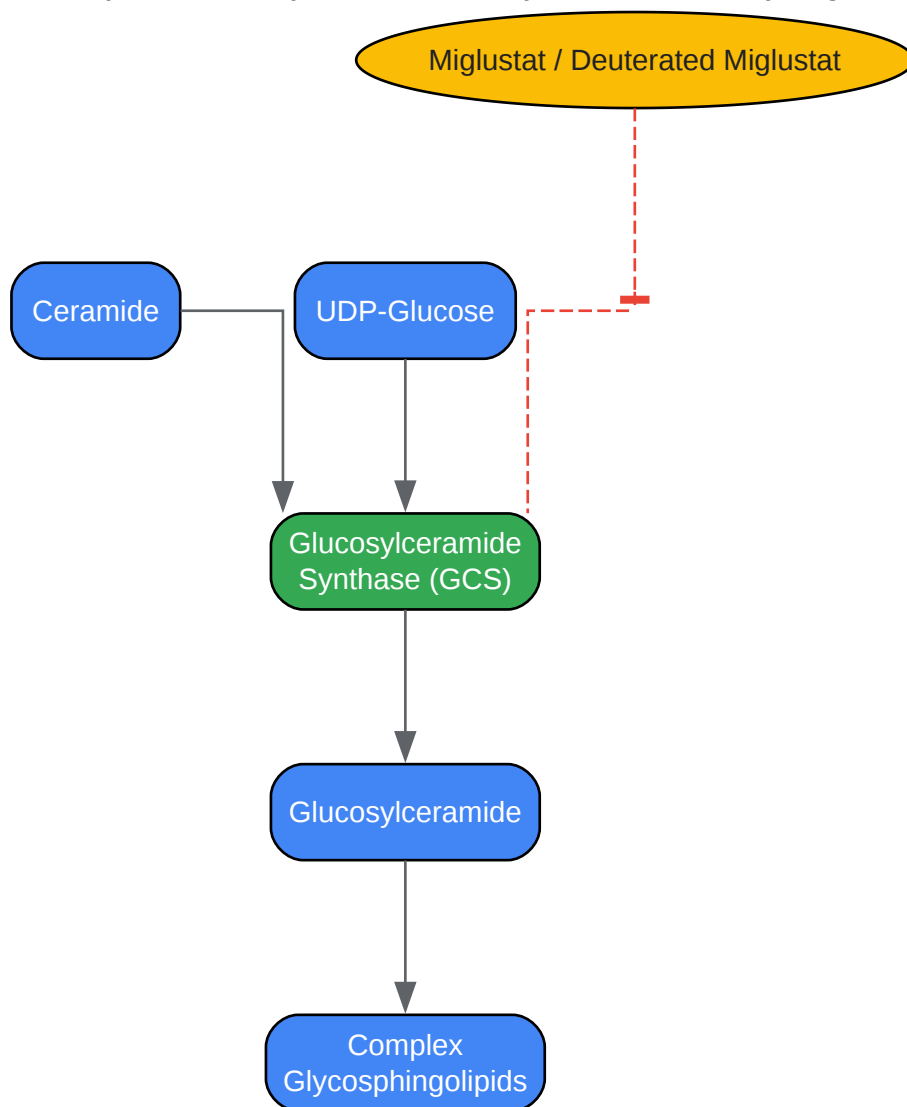 Miglustat / Deuterated Miglustat
Ceramide
UDP-Glucose
Glucosylceramide
Synthase (GCS)
Glucosylceramide
Complex
Glycosphingolipids